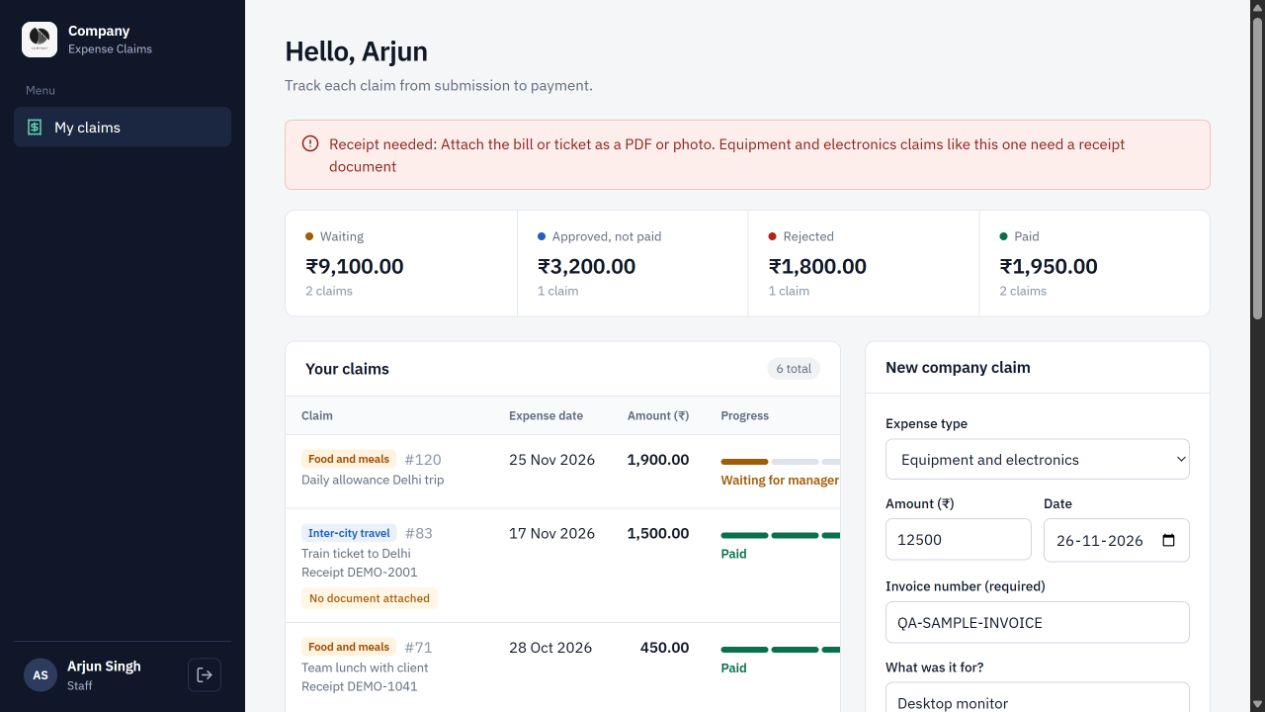 Company
Expense Claims
Menu
My claims
Hello, Arjun
Track each claim from submission to payment.
Receipt needed: Attach the bill or ticket as a PDF or photo. Equipment and electronics claims like this one need a receipt
document
Waiting
₹9,100.00
2 claims
Approved, not paid
₹3,200.00
1 claim
Rejected
₹1,800.00
1 claim
Paid
₹1,950.00
2 claims
Your claims
6 total
Claim Expense date Amount (₹) Progress
Food and meals #120 25 Nov 2026 1,900.00
Daily allowance Delhi trip Waiting for manager
Inter-city travel #83 17 Nov 2026 1,500.00
Train ticket to Delhi Paid
Receipt DEMO-2001
No document attached
Food and meals #71 28 Oct 2026 450.00
Team lunch with client Paid
Receipt DEMO-1041
New company claim
Expense type
Equipment and electronics
Amount (₹) Date
12500 26-11-2026
Invoice number (required)
QA-SAMPLE-INVOICE
What was it for?
Desktop monitor
AS
Arjun Singh
Staff